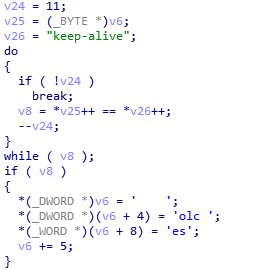 v24 = 11;
v25 = (_BYTE *)v6;
v26 = "keep-alive";
do
{
if ( !v24 )
break;
v8 = *v25++ == *v26++;
--v24;
}
while ( v8 );
if ( v8 )
{
*(_DWORD *)v6 = '    ';
*(_DWORD *)(v6 + 4) = 'olc ';
*(_WORD *)(v6 + 8) = 'es';
v6 += 5;
}